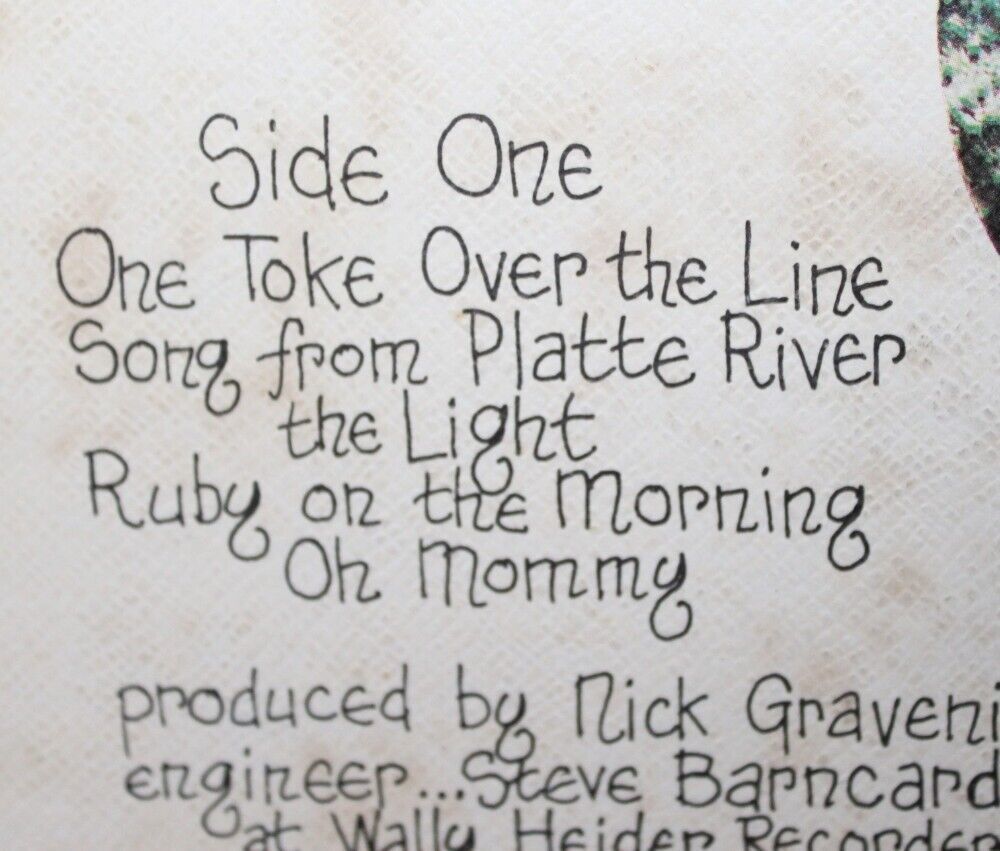 Side One
One Toke Over the Line
Song from Platte River
the Light
Ruby on the Morning
Oh Mommy
produced by Nick Graveni
engineer...Steve Barncard
at Wally Heider Recorder